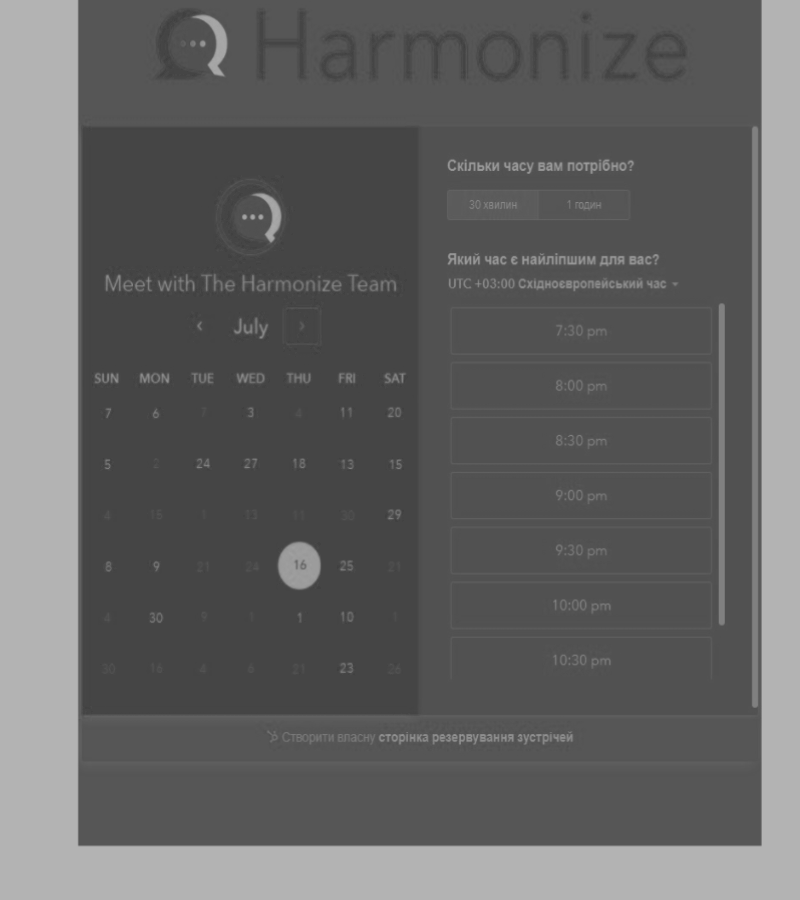 Harmonize
Meet with The Harmonize Team
July
SUN MON TUE WED THU FRI SAT
7 6 7 3 4 11 20
5 2 24 27 18 13 15
4 15 1 13 11 30 29
8 9 21 24 16 25 21
4 30 9 1 10
30 16 4 6 21 23 26
Скільки часу вам потрібно?
30 хвилин 1 годин
Який час є найліпшим для вас?
UTC +03:00 Східноєвропейський час
7:30 pm
8:00 pm
8:30 pm
9:00 pm
9:30 pm
10:00 pm
10:30 pm
Створити власну сторінка резервування зустрічей